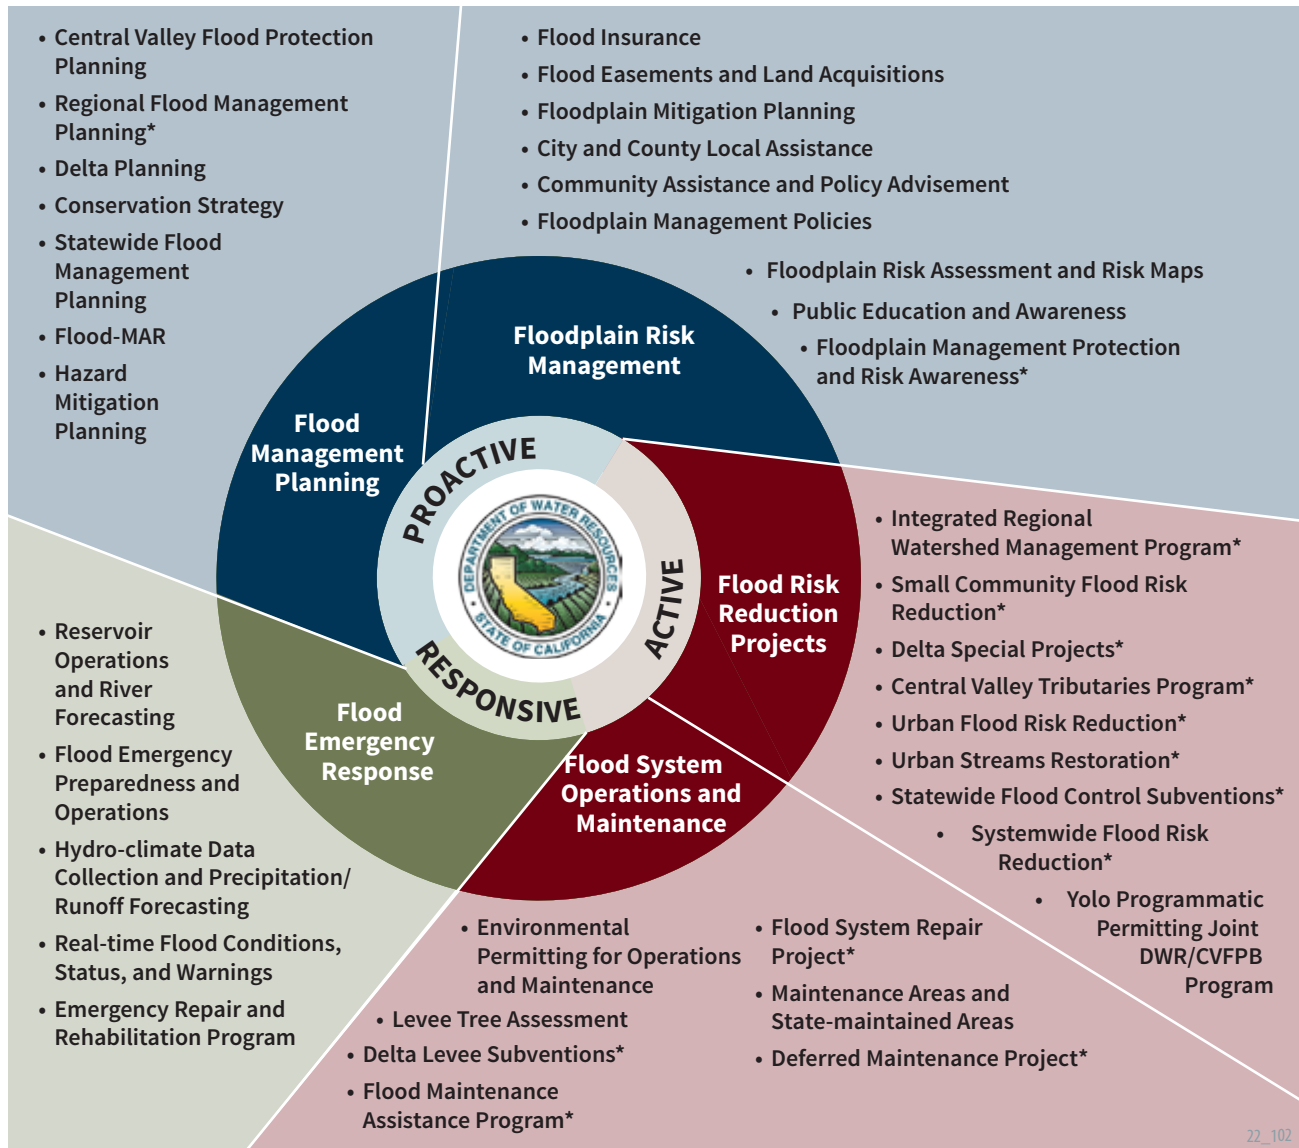 • Central Valley Flood Protection
Planning
• Regional Flood Management
Planning*
• Delta Planning
• Conservation Strategy
• Statewide Flood
Management
Planning
• Flood-MAR
• Hazard
Mitigation
Planning
• Flood Insurance
• Flood Easements and Land Acquisitions
• Floodplain Mitigation Planning
• City and County Local Assistance
• Community Assistance and Policy Advisement
• Floodplain Management Policies
• Floodplain Risk Assessment and Risk Maps
• Public Education and Awareness
• Floodplain Management Protection
and Risk Awareness*
Floodplain Risk
Management
Flood
Management
Planning
PROACTIVE
ACTIVE
RESPONSIVE
DEPARTMENT OF WATER RESOURCES
• STATE OF CALIFORNIA •
Flood Risk
Reduction
Projects
Flood
Emergency
Response
Flood System
Operations and
Maintenance
• Integrated Regional
Watershed Management Program*
• Small Community Flood Risk
Reduction*
• Delta Special Projects*
• Central Valley Tributaries Program*
• Urban Flood Risk Reduction*
• Urban Streams Restoration*
• Statewide Flood Control Subventions*
• Systemwide Flood Risk
Reduction*
• Yolo Programmatic
Permitting Joint
DWR/CVFPB
Program
• Reservoir
Operations
and River
Forecasting
• Flood Emergency
Preparedness and
Operations
• Hydro-climate Data
Collection and Precipitation/
Runoff Forecasting
• Real-time Flood Conditions,
Status, and Warnings
• Emergency Repair and
Rehabilitation Program
• Environmental
Permitting for Operations
and Maintenance
• Levee Tree Assessment
• Delta Levee Subventions*
• Flood Maintenance
Assistance Program*
• Flood System Repair
Project*
• Maintenance Areas and
State-maintained Areas
• Deferred Maintenance Project*
22_102